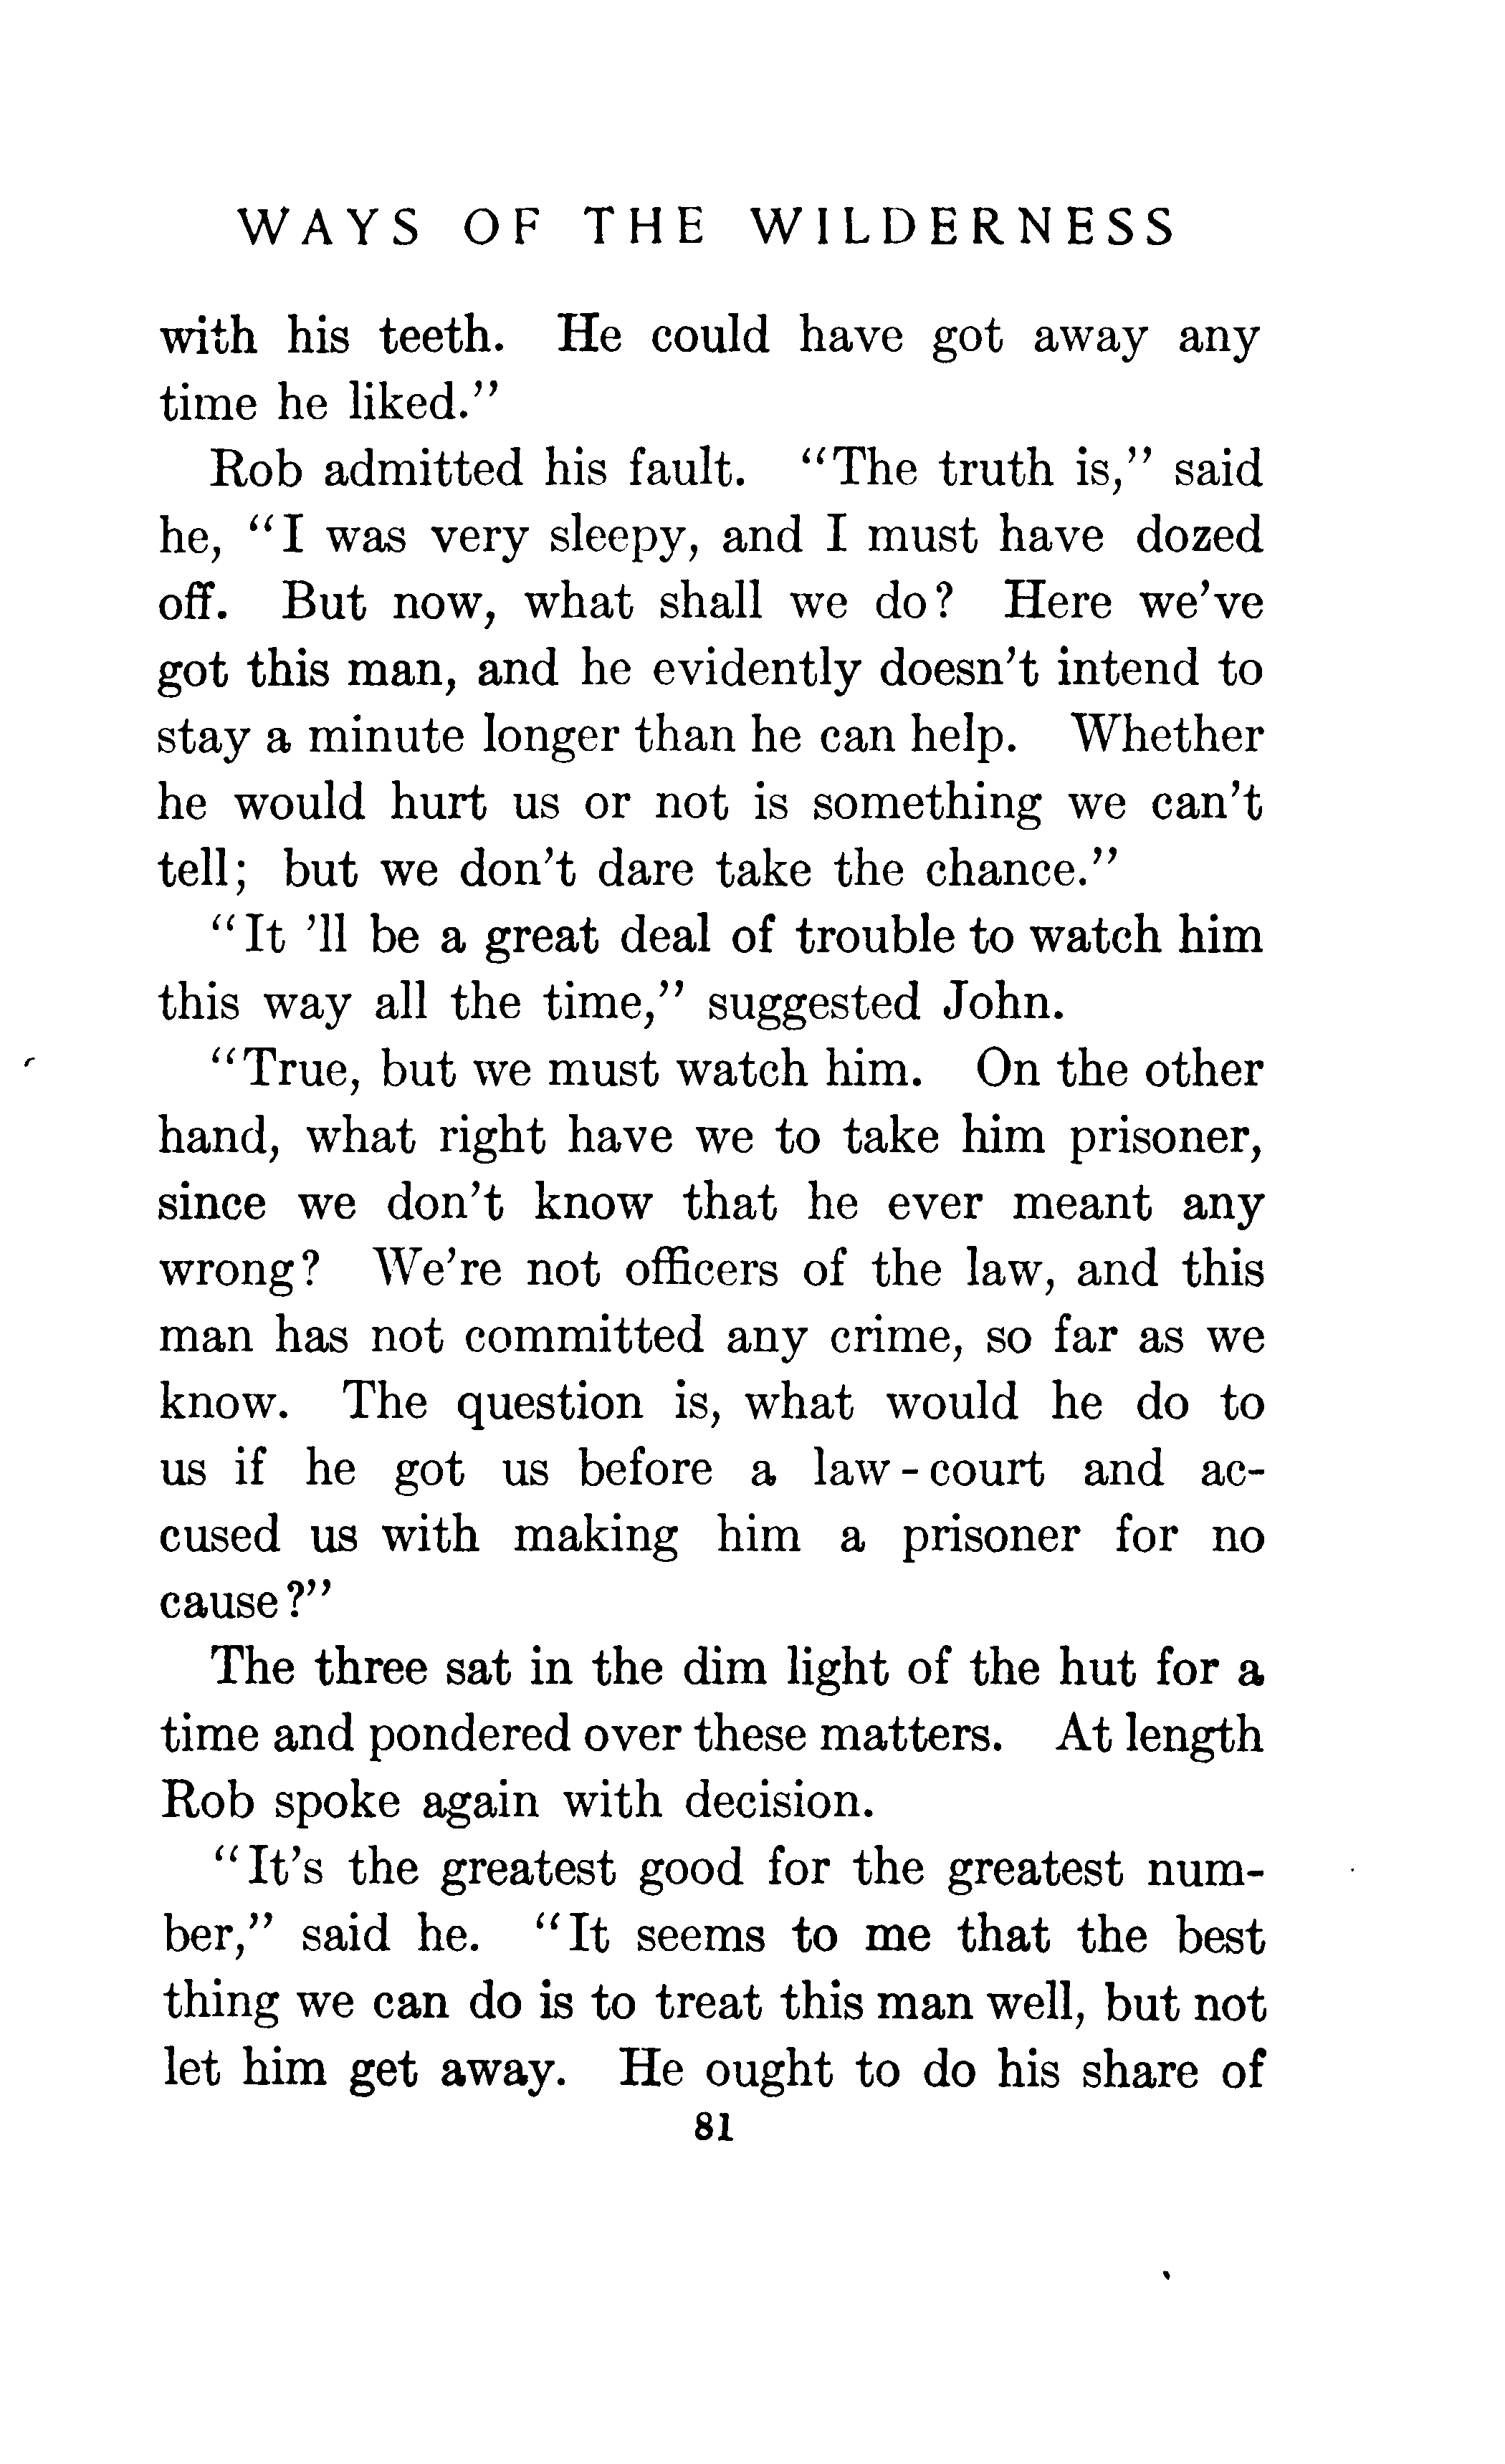 WAYS OF THE WILDERNESS
with his teeth. He could have got away any
time he liked.”
Rob admitted his fault. “The truth is,” said
he, “I was very sleepy, and I must have dozed
off. But now, what shall we do? Here we’ve
got this man, and he evidently doesn’t intend to
stay a minute longer than he can help. Whether
he would hurt us or not is something we can’t
tell; but we don’t dare take the chance.”
“It ’ll be a great deal of trouble to watch him
this way all the time,” suggested John.
“True, but we must watch him. On the other
hand, what right have we to take him prisoner,
since we don’t know that he ever meant any
wrong? We’re not officers of the law, and this
man has not committed any crime, so far as we
know. The question is, what would he do to
us if he got us before a law-court and ac-
cused us with making him a prisoner for no
cause?”
The three sat in the dim light of the hut for a
time and pondered over these matters. At length
Rob spoke again with decision.
“It’s the greatest good for the greatest num-
ber,” said he. “It seems to me that the best
thing we can do is to treat this man well, but not
let him get away. He ought to do his share of
81